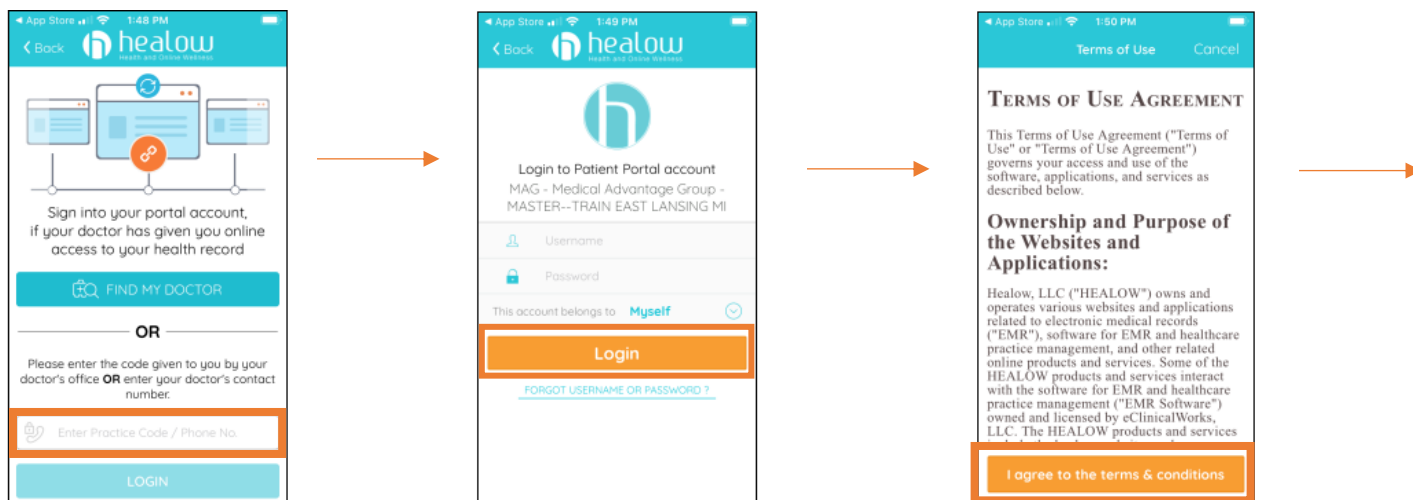 App Store 1:48 PM
Back healow
Health and Online Wellness
Sign into your portal account,
if your doctor has given you online
access to your health record
FIND MY DOCTOR
OR
Please enter the code given to you by your
doctor's office OR enter your doctor's contact
number.
Enter Practice Code / Phone No.
LOGIN
App Store 1:49 PM
Back healow
Health and Online Wellness
h
Login to Patient Portal account
MAG - Medical Advantage Group -
MASTER--TRAIN EAST LANSING MI
Username
Password
This account belongs to Myself
Login
FORGOT USERNAME OR PASSWORD ?
App Store 1:50 PM
Terms of Use Cancel
TERMS OF USE AGREEMENT
This Terms of Use Agreement ("Terms of
Use" or "Terms of Use Agreement")
governs your access and use of the
software, applications, and services as
described below.
Ownership and Purpose of
the Websites and
Applications:
Healow, LLC ("HEALOW") owns and
operates various websites and applications
related to electronic medical records
("EMR"), software for EMR and healthcare
practice management, and other related
online products and services. Some of the
HEALOW products and services interact
with the software for EMR and healthcare
practice management ("EMR Software")
owned and licensed by eClinicalWorks,
LLC. The HEALOW products and services
I agree to the terms & conditions